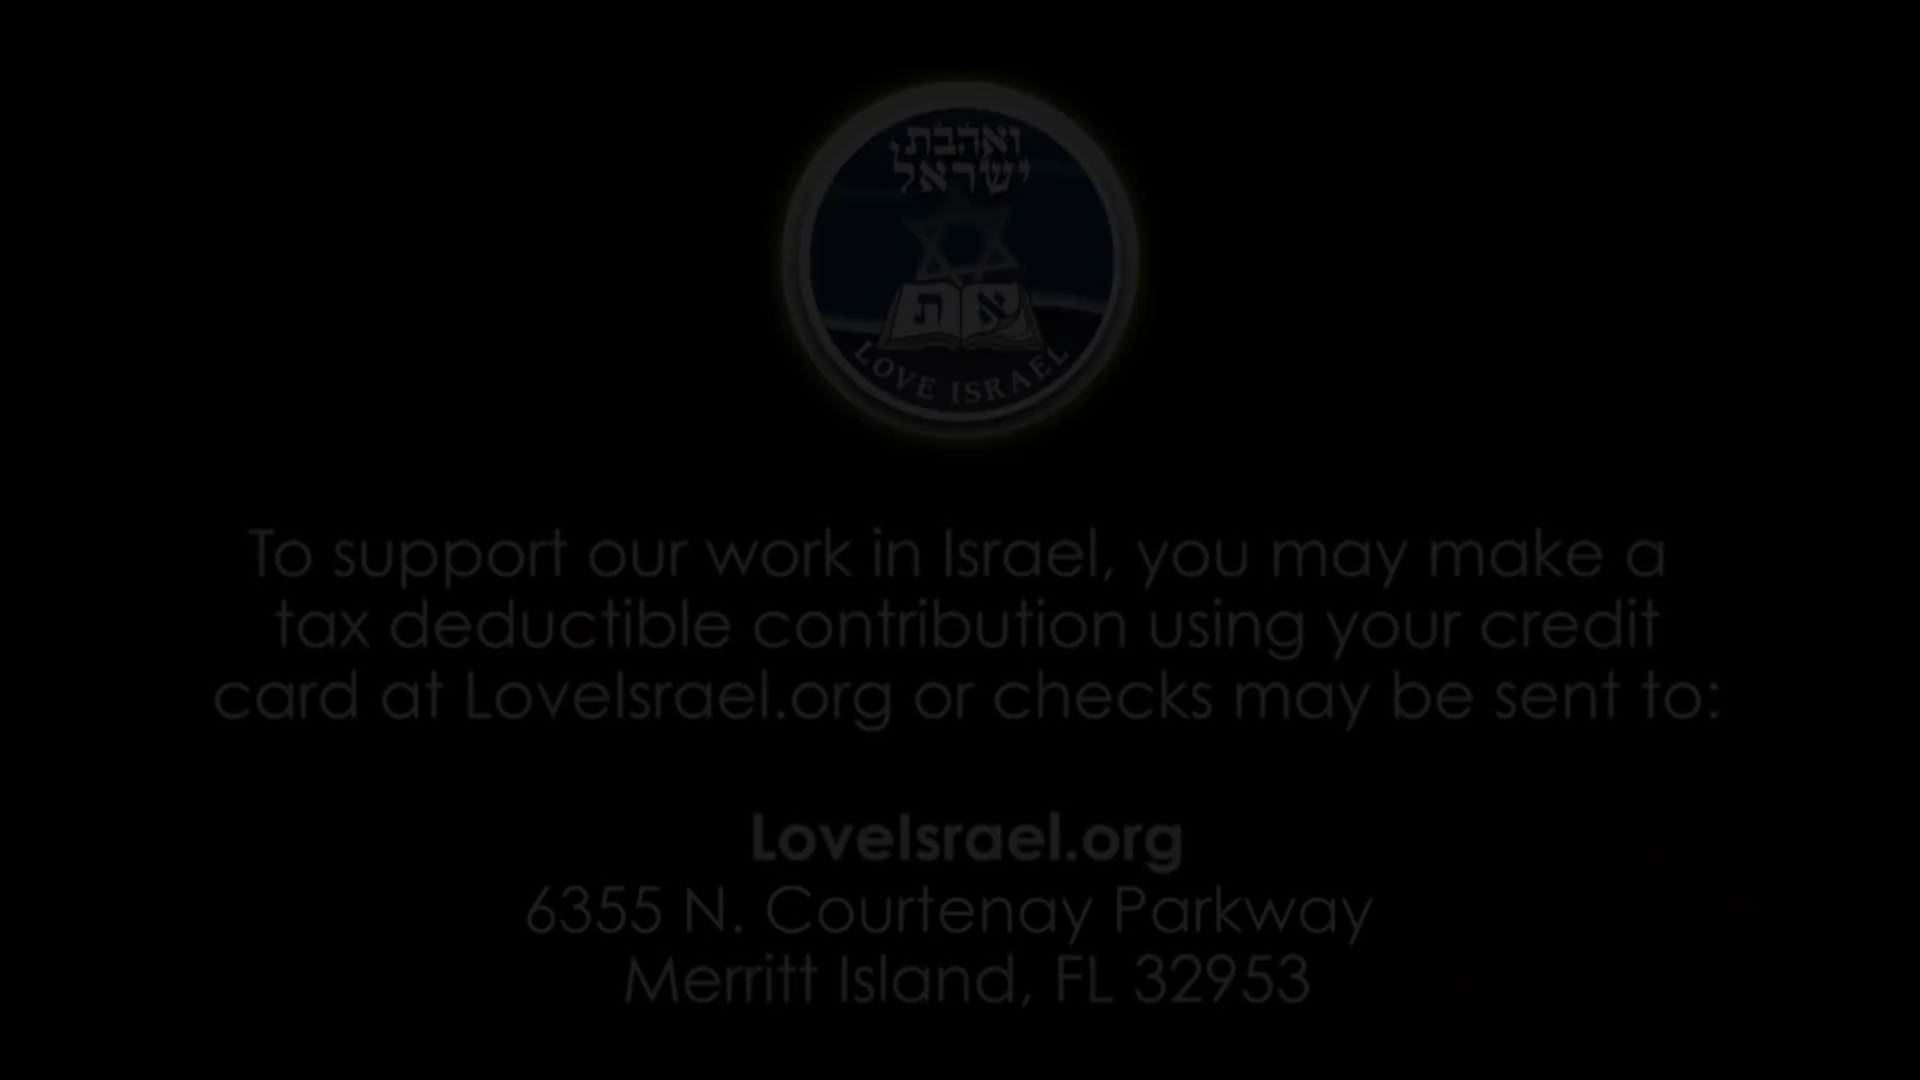 ואהבת
ישראל
א ת
LOVE ISRAEL
To support our work in Israel, you may make a
tax deductible contribution using your credit
card at LoveIsrael.org or checks may be sent to:
LoveIsrael.org
6355 N. Courtenay Parkway
Merritt Island, FL 32953